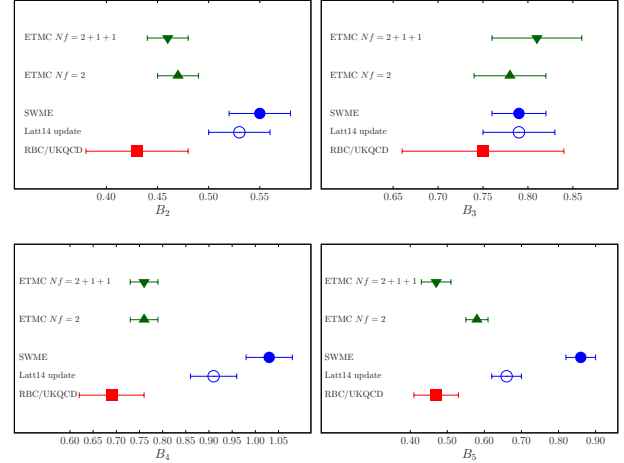 ETMC Nf = 2 + 1 + 1
ETMC Nf = 2
SWME
Latt14 update
RBC/UKQCD
0.40 0.45 0.50 0.55
B2
ETMC Nf = 2 + 1 + 1
ETMC Nf = 2
SWME
Latt14 update
RBC/UKQCD
0.65 0.70 0.75 0.80 0.85
B3
ETMC Nf = 2 + 1 + 1
ETMC Nf = 2
SWME
Latt14 update
RBC/UKQCD
0.60 0.65 0.70 0.75 0.80 0.85 0.90 0.95 1.00 1.05
B4
ETMC Nf = 2 + 1 + 1
ETMC Nf = 2
SWME
Latt14 update
RBC/UKQCD
0.40 0.50 0.60 0.70 0.80 0.90
B5